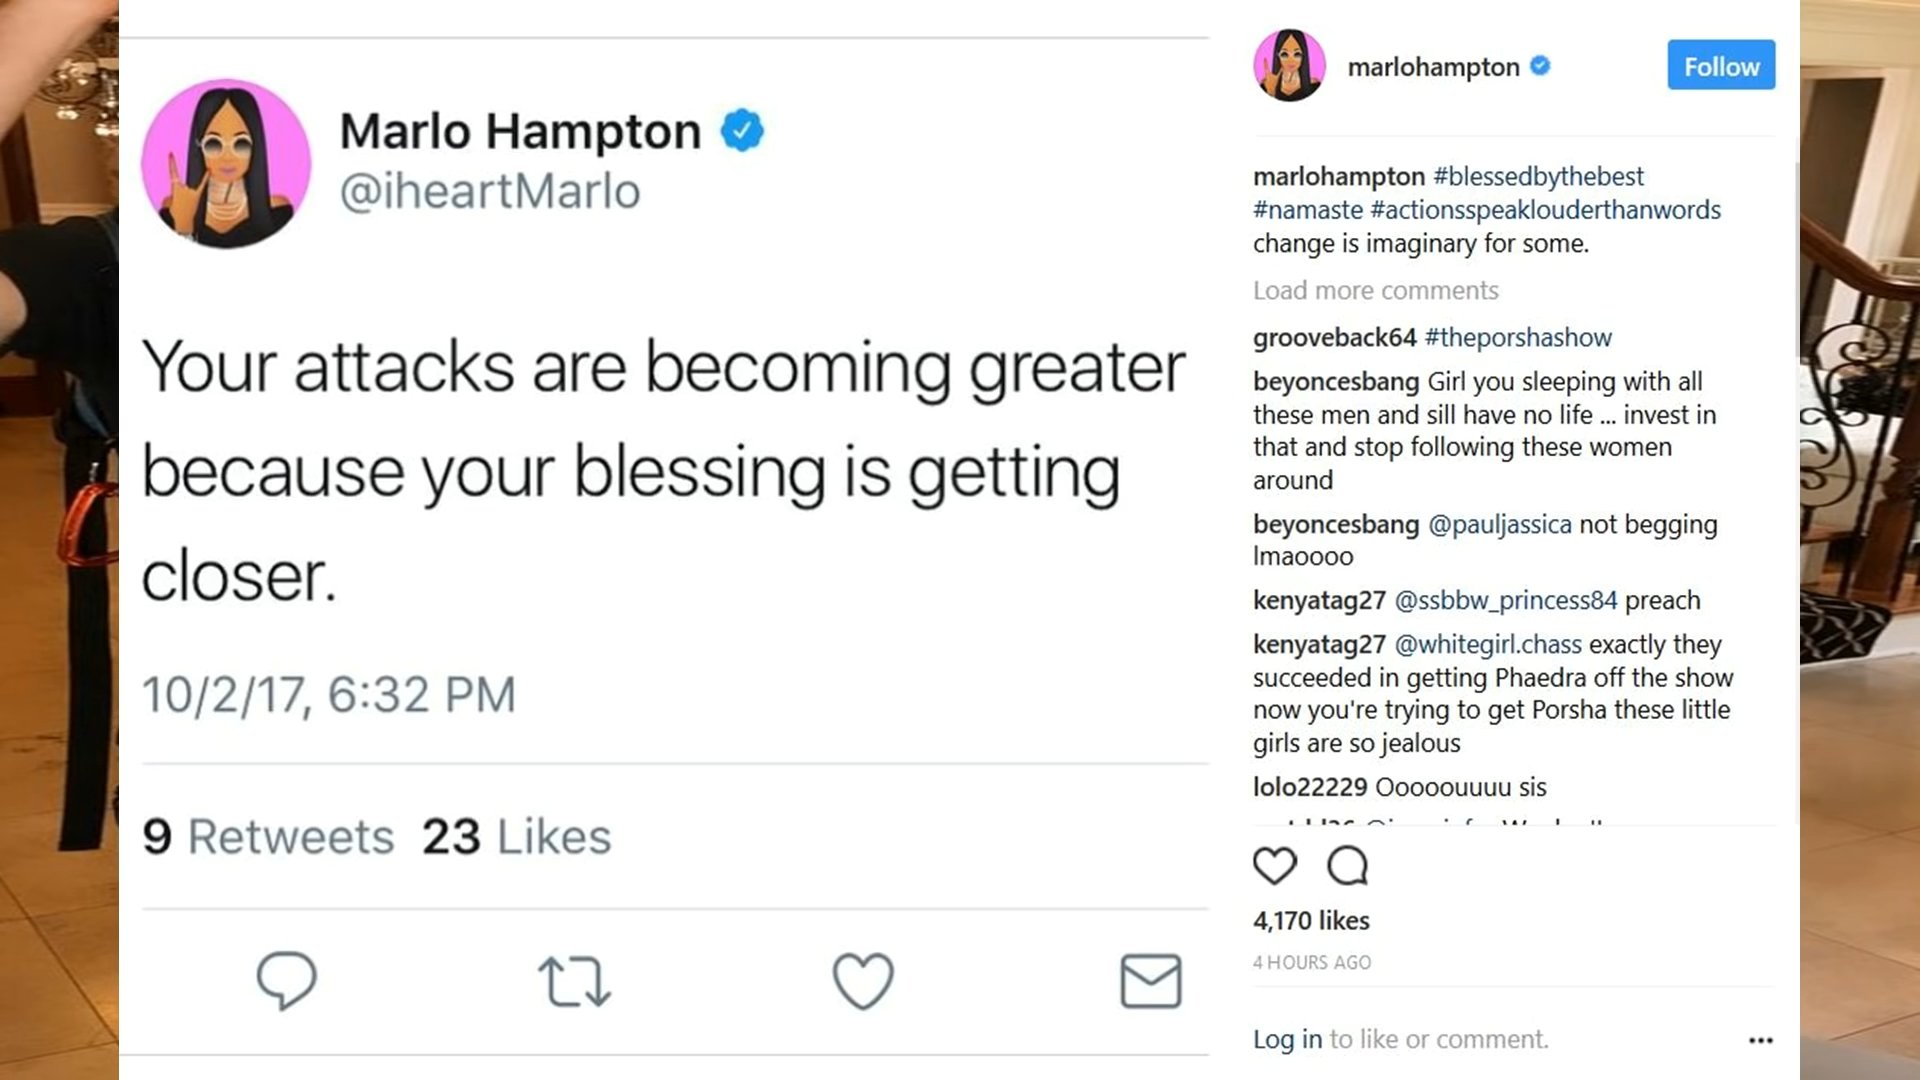 Marlo Hampton
@iheartMarlo
Your attacks are becoming greater
because your blessing is getting
closer.
10/2/17, 6:32 PM
9 Retweets 23 Likes
marlohampton
Follow
marlohampton #blessedbythebest
#namaste #actionsspeaklouderthanwords
change is imaginary for some.
Load more comments
grooveback64 #theporshashow
beyoncesbang Girl you sleeping with all
these men and sill have no life ... invest in
that and stop following these women
around
beyoncesbang @pauljassica not begging
lmaoooo
kenyatag27 @ssbbw_princess84 preach
kenyatag27 @whitegirl.chass exactly they
succeeded in getting Phaedra off the show
now you're trying to get Porsha these little
girls are so jealous
lolo22229 Ooooouuuu sis
4,170 likes
4 HOURS AGO
Log in to like or comment.